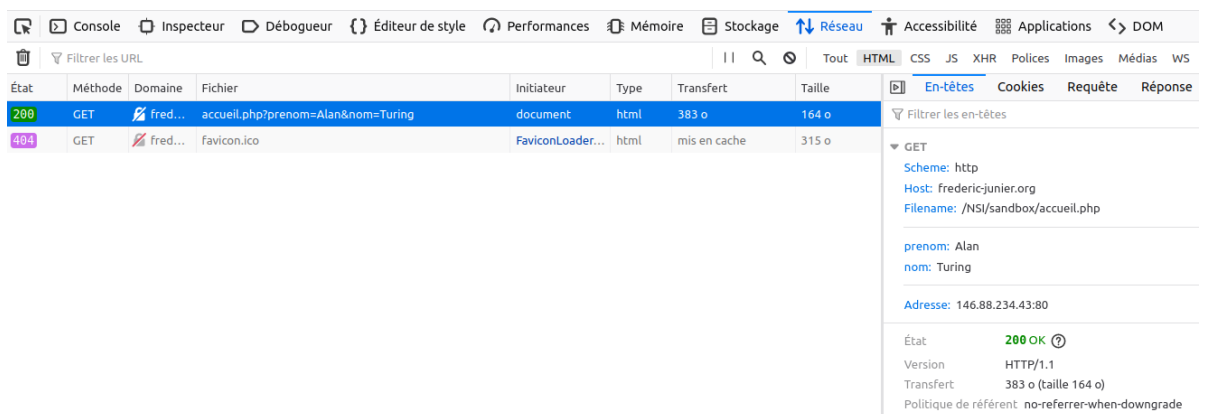 Console Inspecteur Débogueur Éditeur de style Performances Mémoire Stockage Réseau Accessibilité Applications DOM
Filtrer les URL Tout HTML CSS JS XHR Polices Images Médias WS
État Méthode Domaine Fichier Initiateur Type Transfert Taille
200 GET fred… accueil.php?prenom=Alan&nom=Turing document html 383 o 164 o
404 GET fred… favicon.ico FaviconLoader… html mis en cache 315 o
En-têtes Cookies Requête Réponse
Filtrer les en-têtes
GET
Scheme: http
Host: frederic-junier.org
Filename: /NSI/sandbox/accueil.php
prenom: Alan
nom: Turing
Adresse: 146.88.234.43:80
État 200 OK ?
Version HTTP/1.1
Transfert 383 o (taille 164 o)
Politique de référent no-referrer-when-downgrade